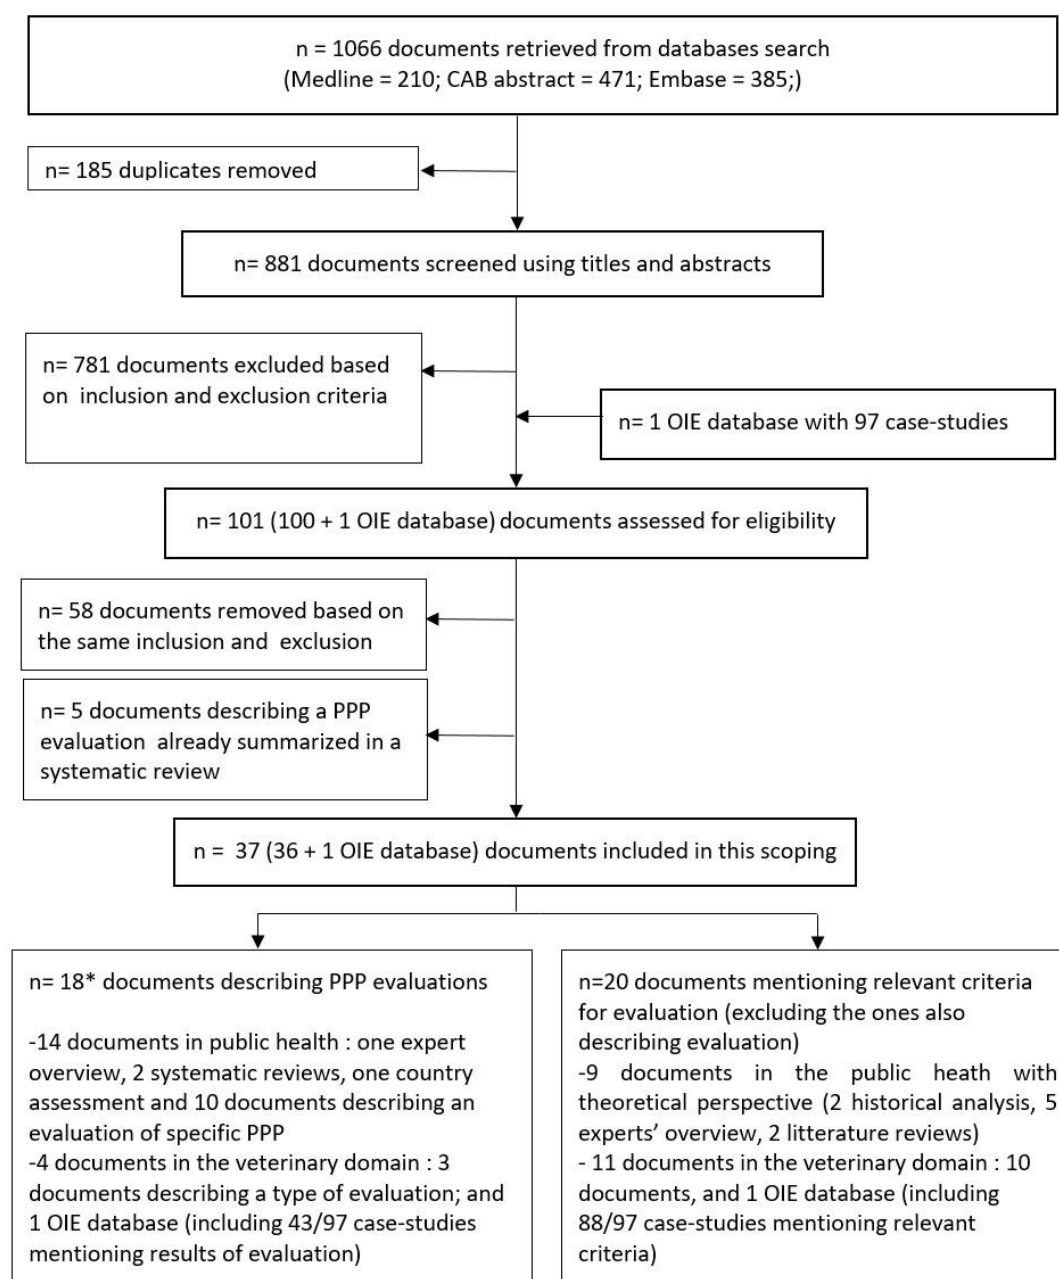 n = 1066 documents retrieved from databases search
(Medline = 210; CAB abstract = 471; Embase = 385;)
n= 185 duplicates removed
n= 881 documents screened using titles and abstracts
n= 781 documents excluded based
on inclusion and exclusion criteria
n= 1 OIE database with 97 case-studies
n= 101 (100 + 1 OIE database) documents assessed for eligibility
n= 58 documents removed based on
the same inclusion and exclusion
n= 5 documents describing a PPP
evaluation already summarized in a
systematic review
n = 37 (36 + 1 OIE database) documents included in this scoping
n= 18* documents describing PPP evaluations
-14 documents in public health : one expert
overview, 2 systematic reviews, one country
assessment and 10 documents describing an
evaluation of specific PPP
-4 documents in the veterinary domain : 3
documents describing a type of evaluation; and
1 OIE database (including 43/97 case-studies
mentioning results of evaluation)
n=20 documents mentioning relevant criteria
for evaluation (excluding the ones also
describing evaluation)
-9 documents in the public heath with
theoretical perspective (2 historical analysis, 5
experts’ overview, 2 litterature reviews)
- 11 documents in the veterinary domain : 10
documents, and 1 OIE database (including
88/97 case-studies mentioning relevant
criteria)